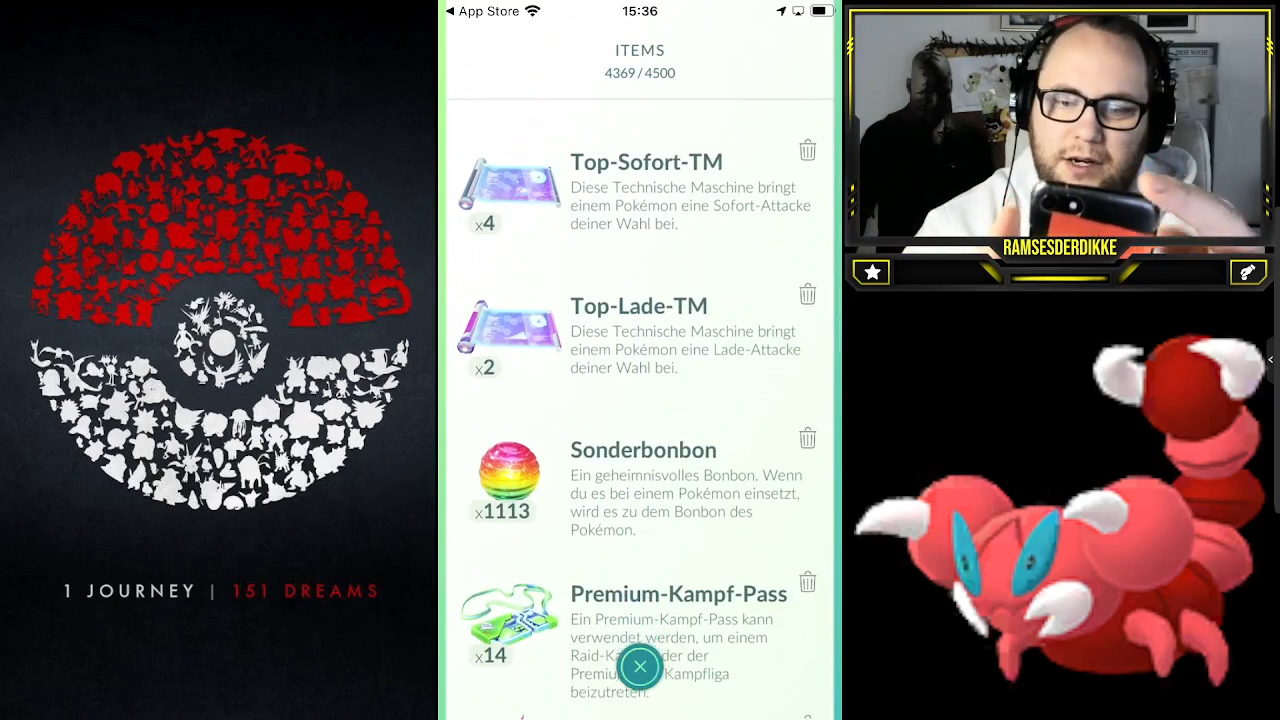 App Store
15:36
ITEMS
4369 / 4500
Top-Sofort-TM
Diese Technische Maschine bringt
einem Pokémon eine Sofort-Attacke
deiner Wahl bei.
x4
Top-Lade-TM
Diese Technische Maschine bringt
einem Pokémon eine Lade-Attacke
deiner Wahl bei.
x2
Sonderbonbon
Ein geheimnisvolles Bonbon. Wenn
du es bei einem Pokémon einsetzt,
wird es zu dem Bonbon des
Pokémon.
x1113
Premium-Kampf-Pass
Ein Premium-Kampf-Pass kann
verwendet werden, um einem
der der
Kampfliga
beizutreten.
x14
1 JOURNEY | 151 DREAMS
DIESE WOCHE
RAMSESDERDIKKE